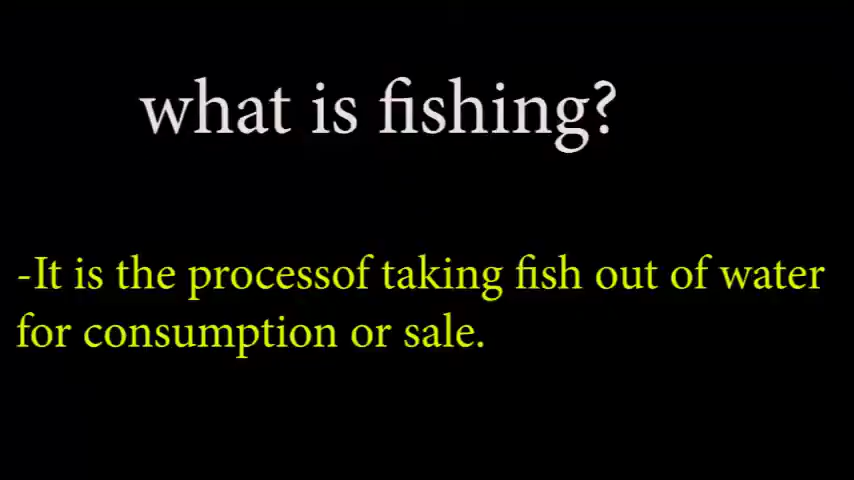 what is fishing?
-It is the processof taking fish out of water
for consumption or sale.